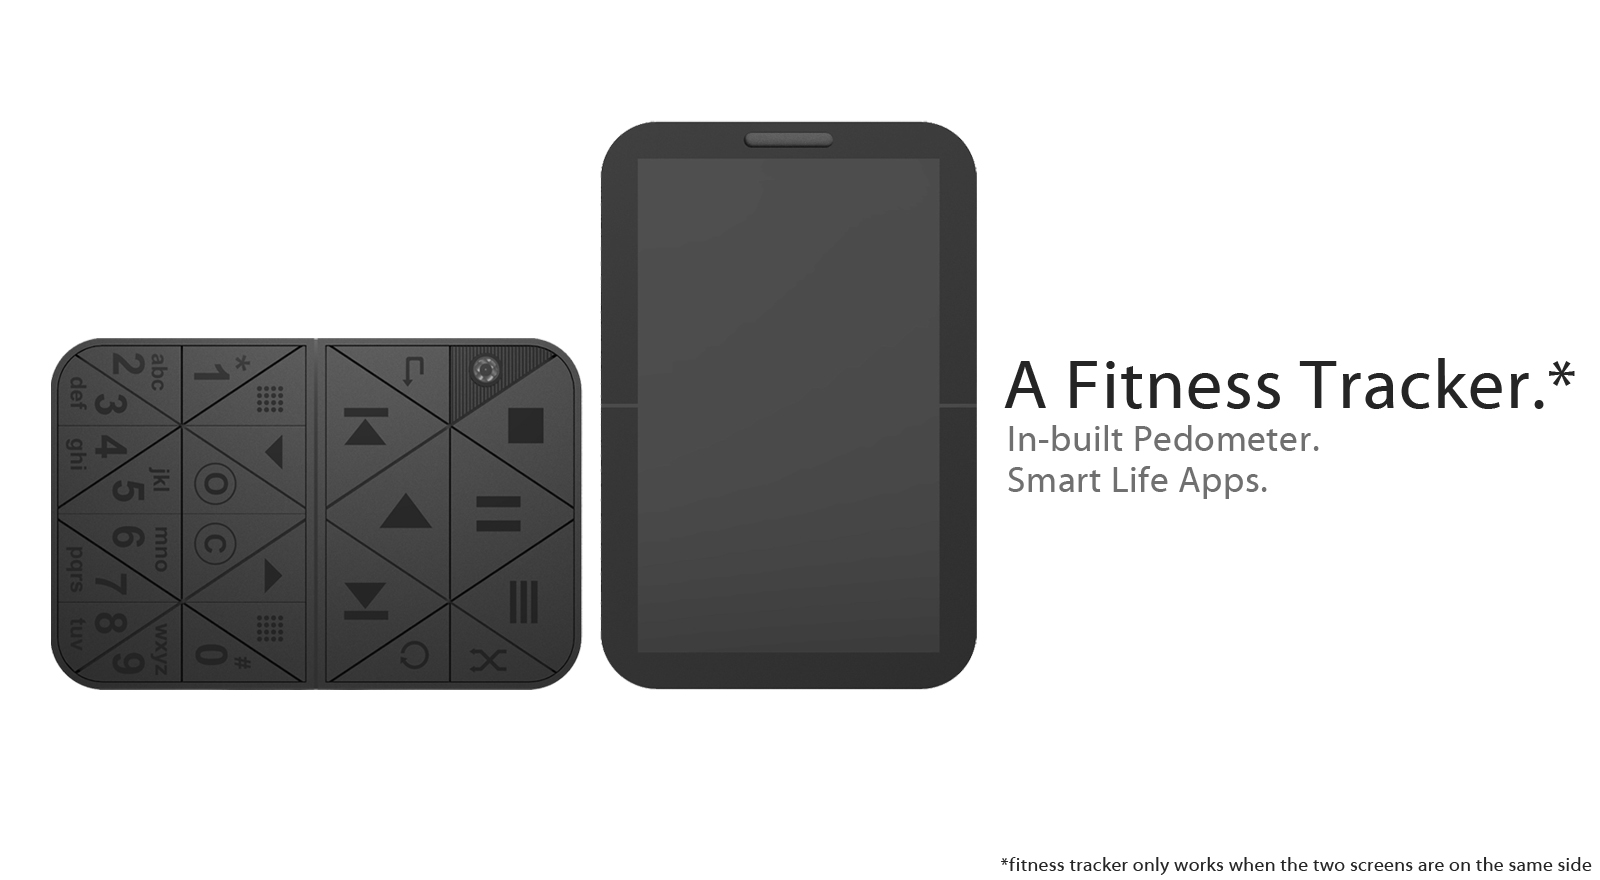 abc
2
def
3
* 1
ghi
4
jkl
5
O
mno
6
pqrs
7
C
tuv
8
wxyz
9
0 #
A Fitness Tracker.*
In-built Pedometer.
Smart Life Apps.
*fitness tracker only works when the two screens are on the same side